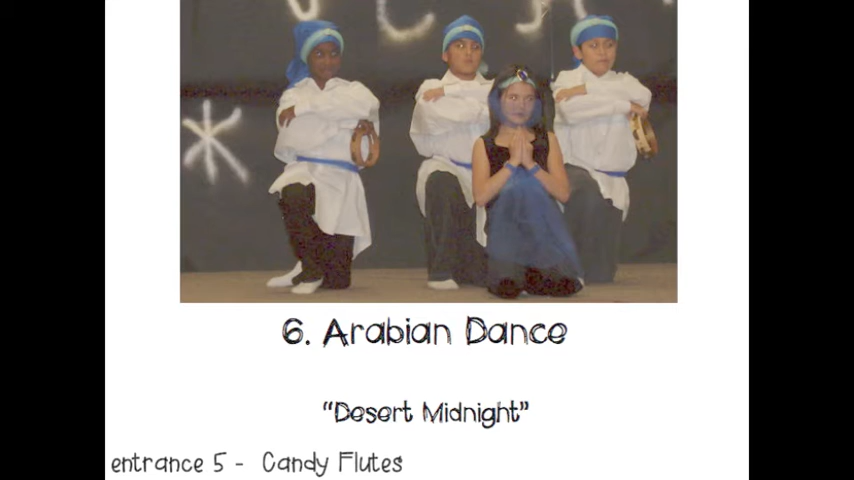 6. Arabian Dance
"Desert Midnight"
entrance 5 - Candy Flutes